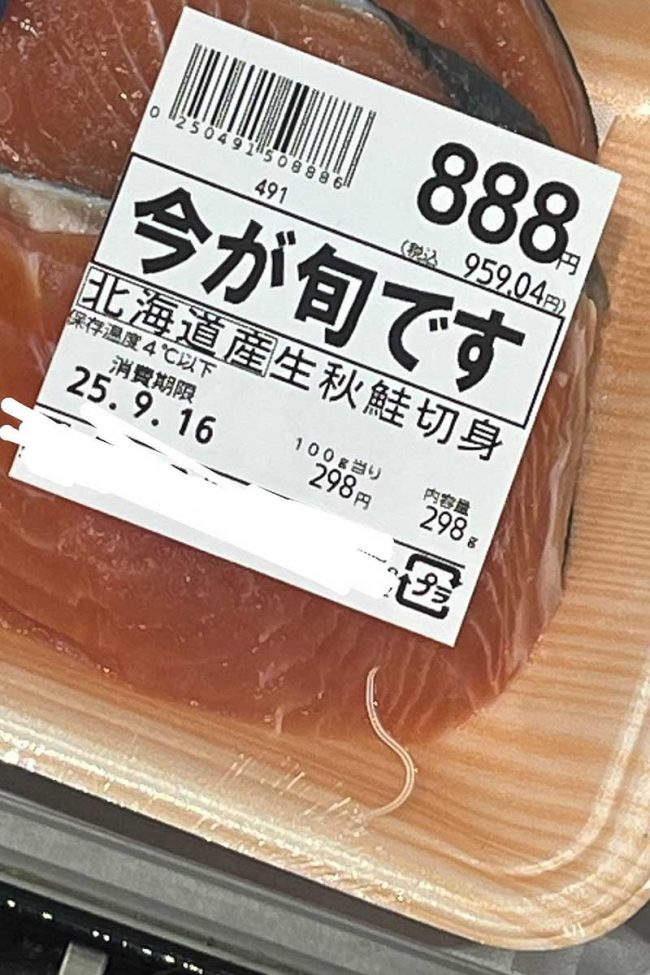 0 250491 508886
491
888円
(税込 959.04円)
今が旬です
北海道産生秋鮭切身
保存温度4℃以下
消費期限
25.9.16
100g当り
298円
内容量
298g
プラ